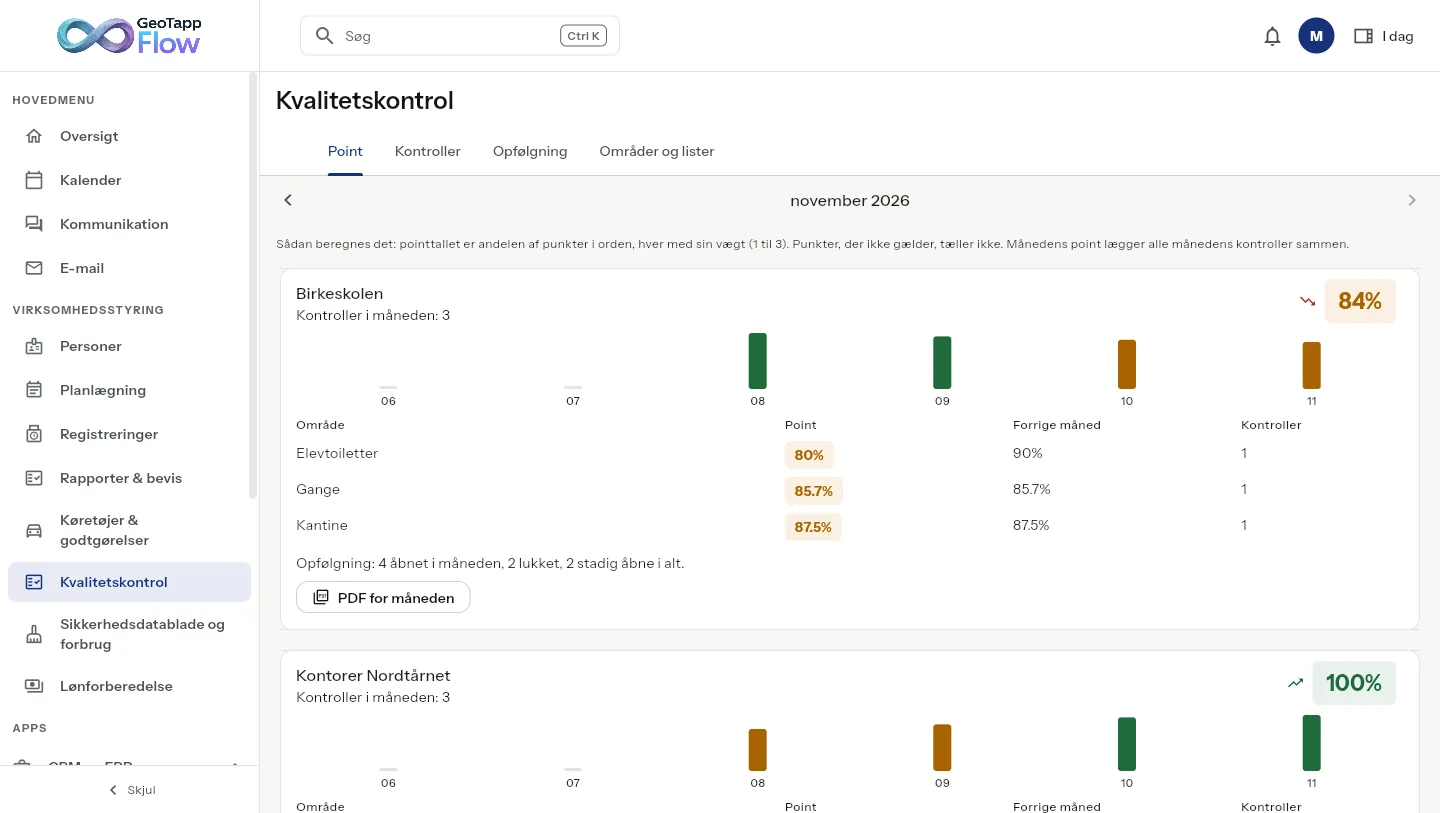 GeoTapp
Flow
Søg
Ctrl K
M
I dag
HOVEDMENU
Oversigt
Kalender
Kommunikation
E-mail
VIRKSOMHEDSSTYRING
Personer
Planlægning
Registreringer
Rapporter & bevis
Køretøjer &
godtgørelser
Kvalitetskontrol
Sikkerhedsdatablade og
forbrug
Lønforberedelse
APPS
Skjul
Kvalitetskontrol
Point
Kontroller
Opfølgning
Områder og lister
november 2026
Sådan beregnes det: pointtallet er andelen af punkter i orden, hver med sin vægt (1 til 3). Punkter, der ikke gælder, tæller ikke. Månedens point lægger alle månedens kontroller sammen.
Birkeskolen
Kontroller i måneden: 3
84%
06 07 08 09 10 11
Område Point Forrige måned Kontroller
Elevtoiletter 80% 90% 1
Gange 85.7% 85.7% 1
Kantine 87.5% 87.5% 1
Opfølgning: 4 åbnet i måneden, 2 lukket, 2 stadig åbne i alt.
PDF for måneden
Kontorer Nordtårnet
Kontroller i måneden: 3
100%
06 07 08 09 10 11
Område Point Forrige måned Kontroller